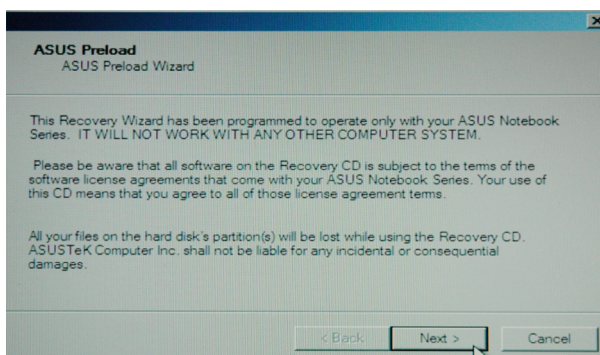 ASUS Preload
ASUS Preload Wizard
This Recovery Wizard has been programmed to operate only with your ASUS Notebook
Series. IT WILL NOT WORK WITH ANY OTHER COMPUTER SYSTEM.
Please be aware that all software on the Recovery CD is subject to the terms of the
software license agreements that come with your ASUS Notebook Series. Your use of
this CD means that you agree to all of those license agreement terms.
All your files on the hard disk's partition(s) will be lost while using the Recovery CD.
ASUSTeK Computer Inc. shall not be liable for any incidental or consequential
damages.
< Back Next > Cancel